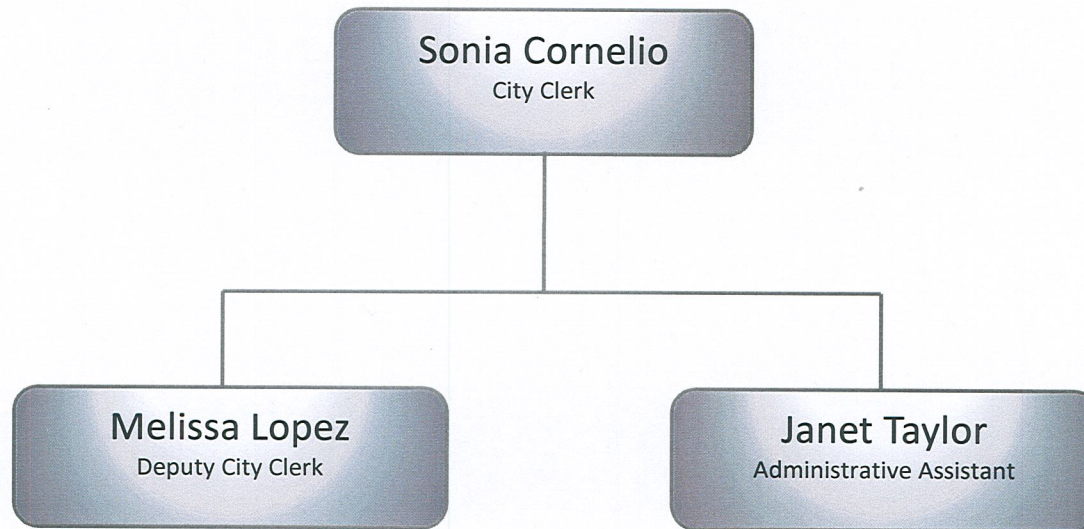 Sonia Cornelio
City Clerk
Melissa Lopez
Deputy City Clerk
Janet Taylor
Administrative Assistant